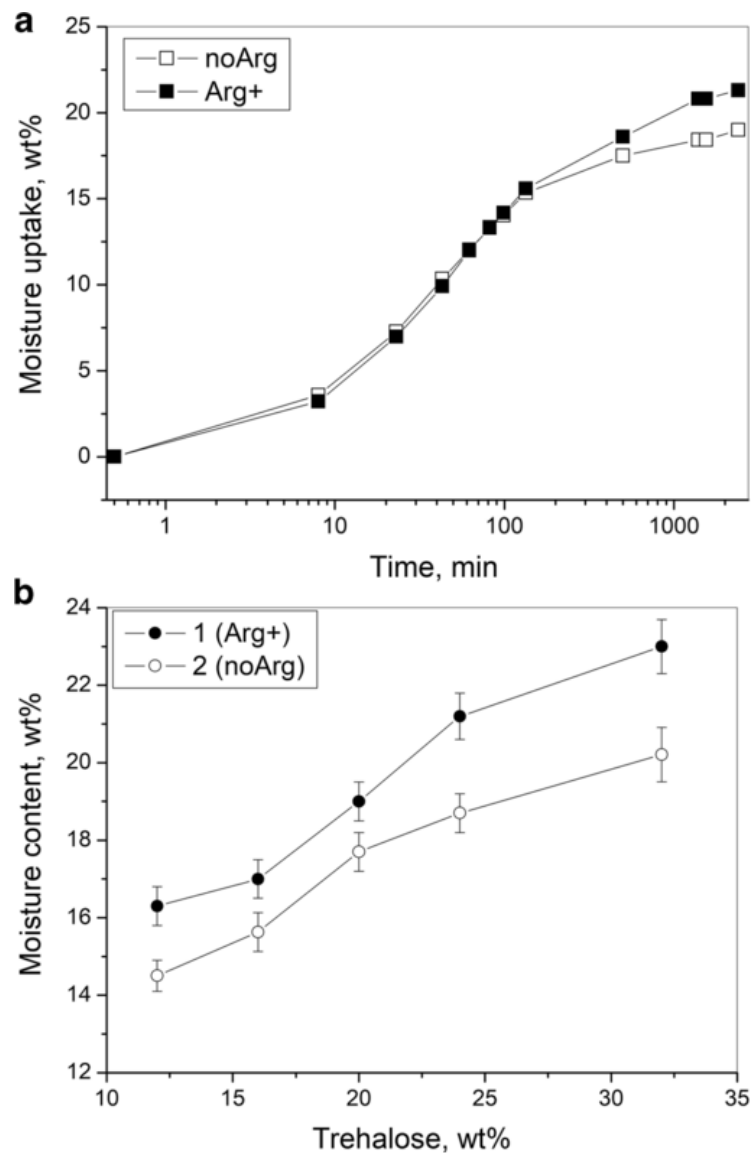 a
noArg
Arg+
25
20
15
10
5
0
Moisture uptake, wt%
1
10
100
1000
Time, min
b
1 (Arg+)
2 (noArg)
24
22
20
18
16
14
12
Moisture content, wt%
10
15
20
25
30
35
Trehalose, wt%